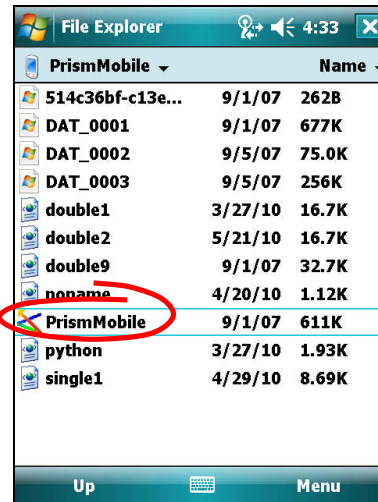 File Explorer 4:33
PrismMobile Name
514c36bf-c13e... 9/1/07 262B
DAT_0001 9/1/07 677K
DAT_0002 9/5/07 75.0K
DAT_0003 9/5/07 256K
double1 3/27/10 16.7K
double2 5/21/10 16.7K
double9 9/1/07 32.7K
noname 4/20/10 1.12K
PrismMobile 9/1/07 611K
python 3/27/10 1.93K
single1 4/29/10 8.69K
Up Menu